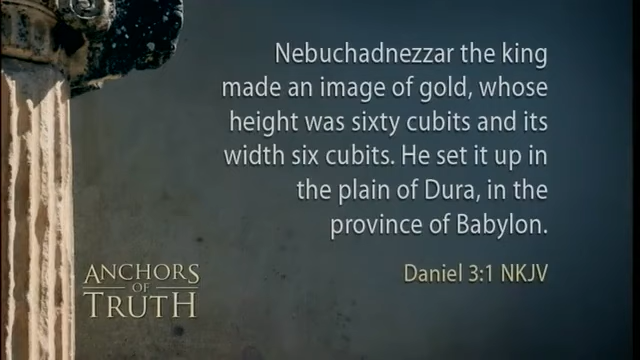 Nebuchadnezzar the king
made an image of gold, whose
height was sixty cubits and its
width six cubits. He set it up in
the plain of Dura, in the
province of Babylon.
Daniel 3:1 NKJV
ANCHORS
OF
TRUTH